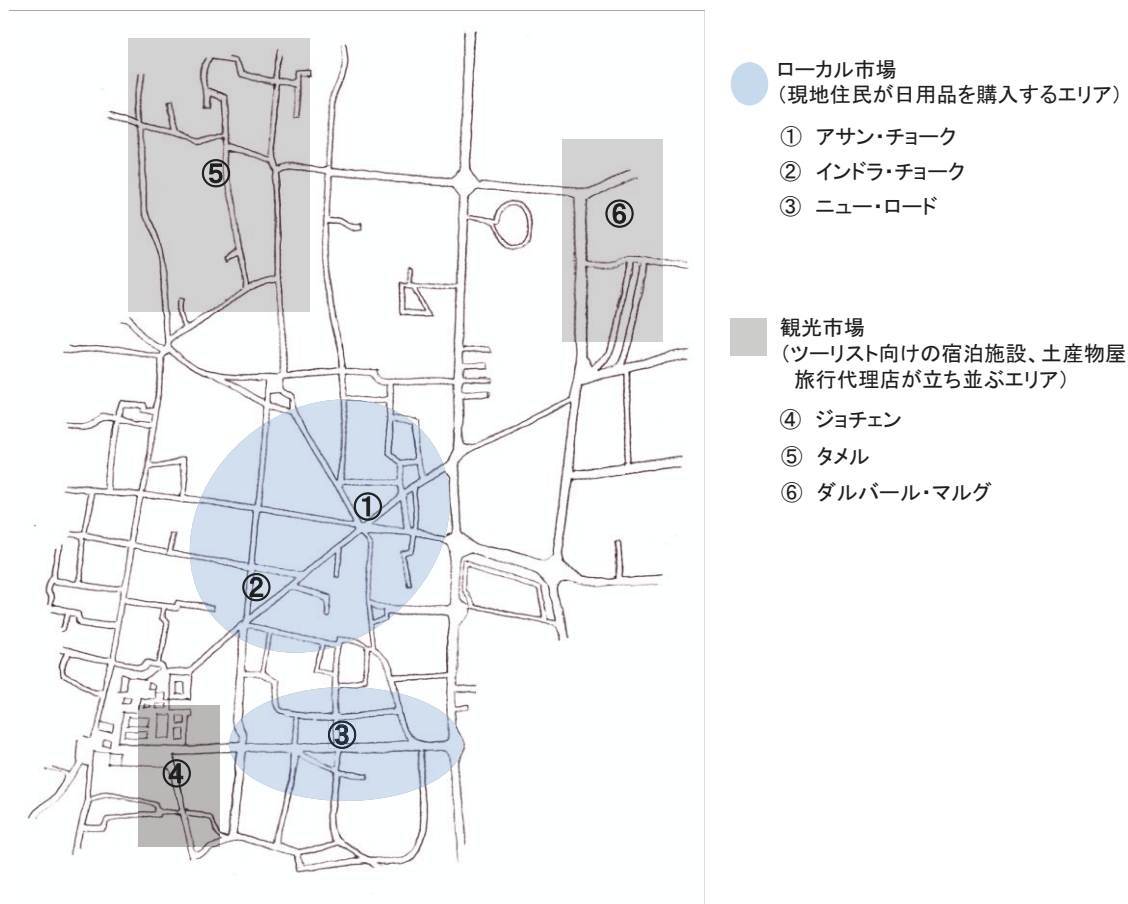 ⑤
⑥
①
②
③
④
ローカル市場
（現地住民が日用品を購入するエリア）
① アサン・チョーク
② インドラ・チョーク
③ ニュー・ロード
観光市場
（ツーリスト向けの宿泊施設、土産物屋
旅行代理店が立ち並ぶエリア）
④ ジョチェン
⑤ タメル
⑥ ダルバール・マルグ